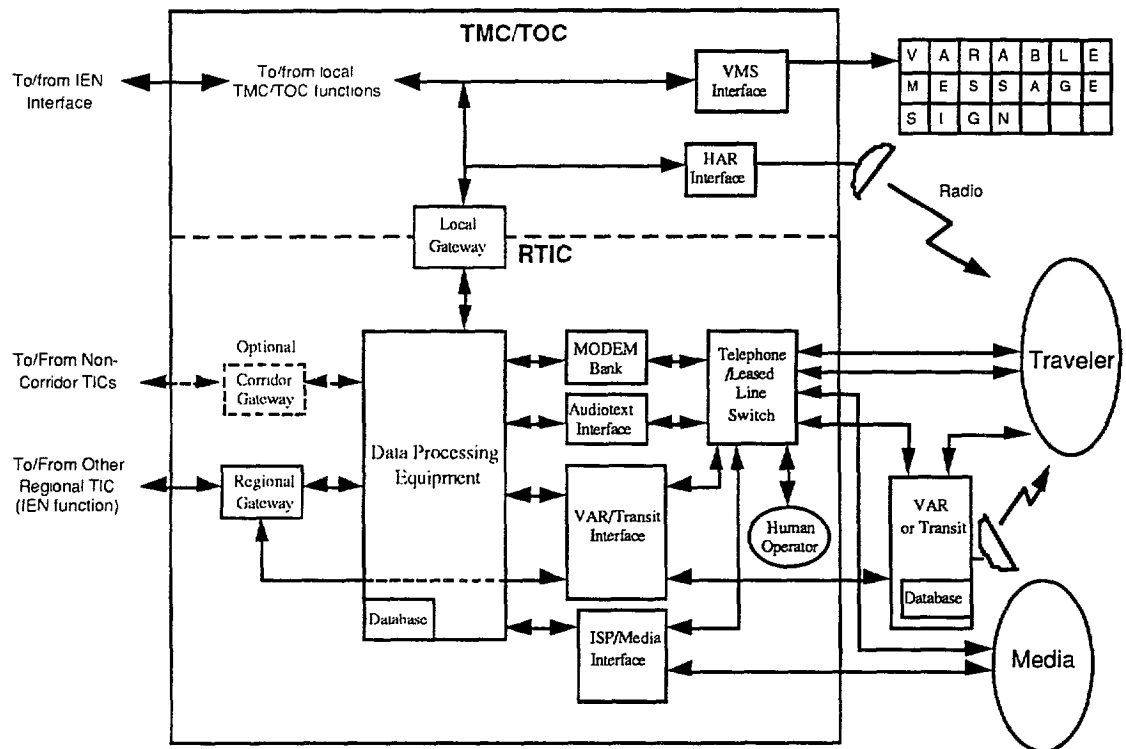 TMC/TOC
To/from IEN
Interface
To/from local
TMC/TOC functions
VMS
Interface
V A R A B L E
M E S S A G E
S I G N
HAR
Interface
Radio
Local
Gateway
RTIC
To/From Non-
Corridor TICs
Optional
Corridor
Gateway
MODEM
Bank
Telephone
/Leased
Line
Switch
Traveler
Audiotext
Interface
Data Processing
Equipment
To/From Other
Regional TIC
(IEN function)
Regional
Gateway
VAR/Transit
Interface
Human
Operator
VAR
or Transit
Database
Database
ISP/Media
Interface
Media